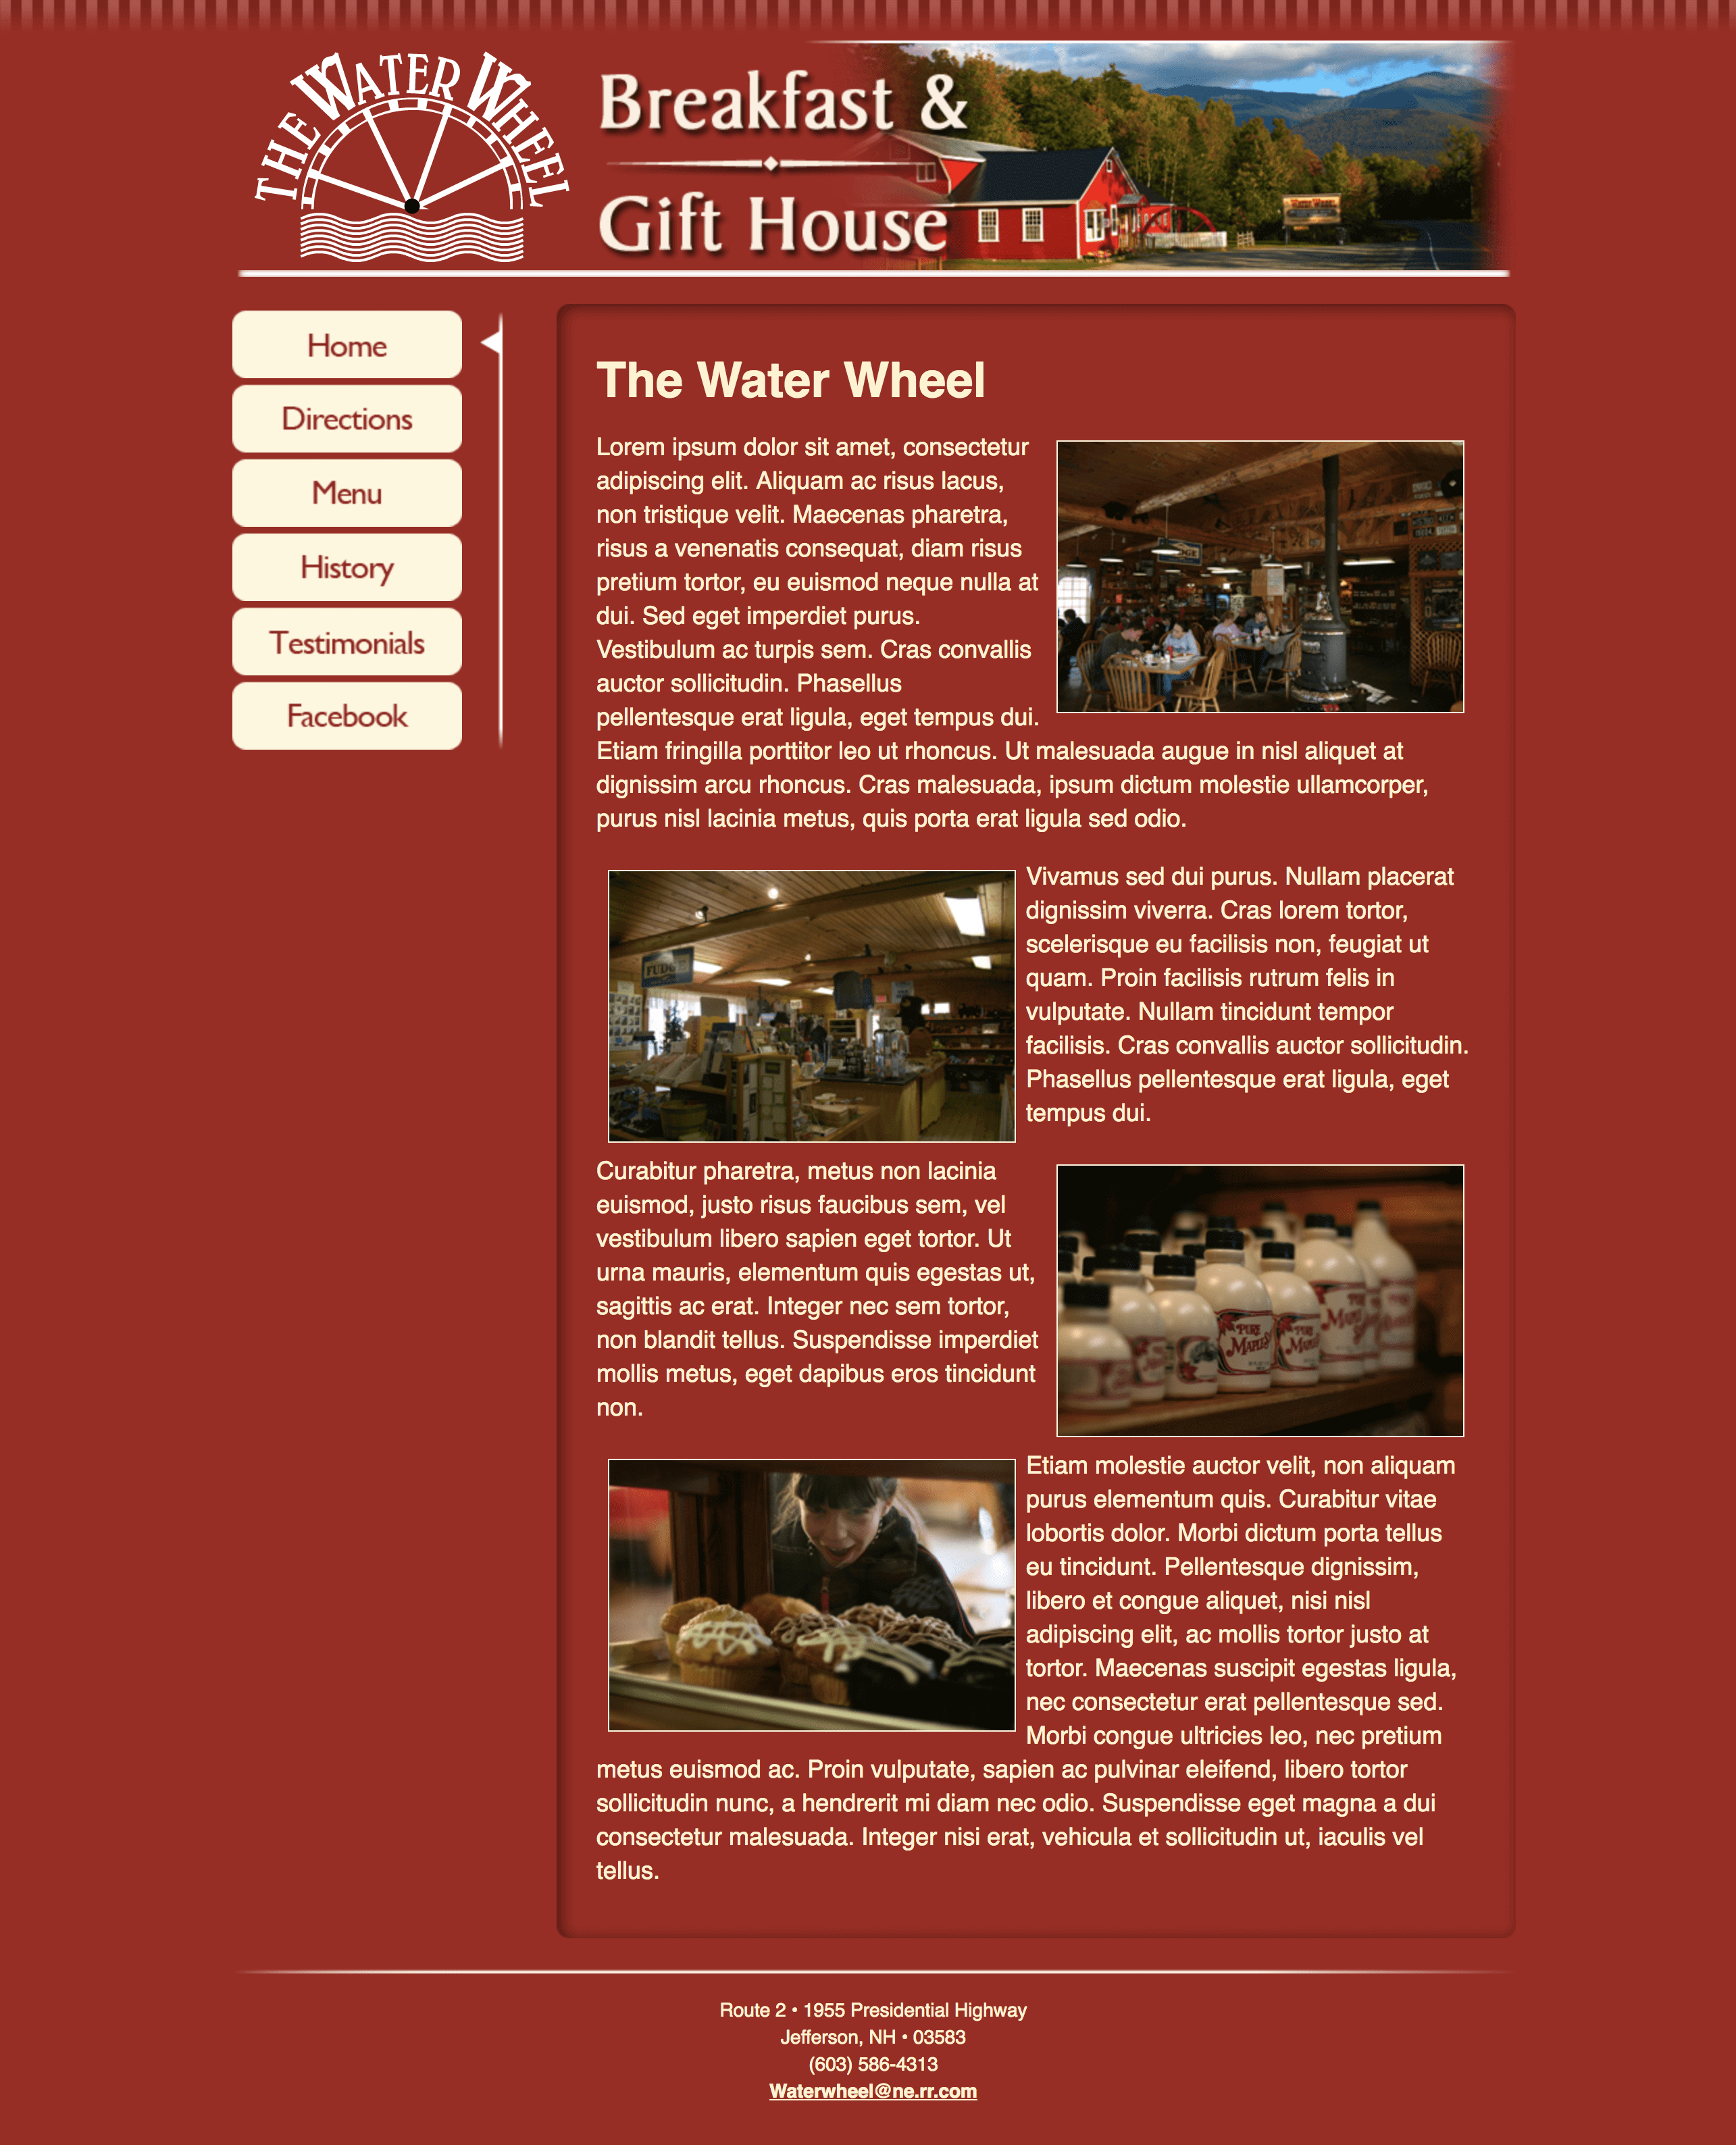 THE WATER WHEEL
Breakfast &
Gift House
Home
Directions
Menu
History
Testimonials
Facebook
The Water Wheel
Lorem ipsum dolor sit amet, consectetur
adipiscing elit. Aliquam ac risus lacus,
non tristique velit. Maecenas pharetra,
risus a venenatis consequat, diam risus
pretium tortor, eu euismod neque nulla at
dui. Sed eget imperdiet purus.
Vestibulum ac turpis sem. Cras convallis
auctor sollicitudin. Phasellus
pellentesque erat ligula, eget tempus dui.
Etiam fringilla porttitor leo ut rhoncus. Ut malesuada augue in nisl aliquet at
dignissim arcu rhoncus. Cras malesuada, ipsum dictum molestie ullamcorper,
purus nisl lacinia metus, quis porta erat ligula sed odio.
FUDGE
Vivamus sed dui purus. Nullam placerat
dignissim viverra. Cras lorem tortor,
scelerisque eu facilisis non, feugiat ut
quam. Proin facilisis rutrum felis in
vulputate. Nullam tincidunt tempor
facilisis. Cras convallis auctor sollicitudin.
Phasellus pellentesque erat ligula, eget
tempus dui.
Curabitur pharetra, metus non lacinia
euismod, justo risus faucibus sem, vel
vestibulum libero sapien eget tortor. Ut
urna mauris, elementum quis egestas ut,
sagittis ac erat. Integer nec sem tortor,
non blandit tellus. Suspendisse imperdiet
mollis metus, eget dapibus eros tincidunt
non.
PURE
MAPLE
Etiam molestie auctor velit, non aliquam
purus elementum quis. Curabitur vitae
lobortis dolor. Morbi dictum porta tellus
eu tincidunt. Pellentesque dignissim,
libero et congue aliquet, nisi nisl
adipiscing elit, ac mollis tortor justo at
tortor. Maecenas suscipit egestas ligula,
nec consectetur erat pellentesque sed.
Morbi congue ultricies leo, nec pretium
metus euismod ac. Proin vulputate, sapien ac pulvinar eleifend, libero tortor
sollicitudin nunc, a hendrerit mi diam nec odio. Suspendisse eget magna a dui
consectetur malesuada. Integer nisi erat, vehicula et sollicitudin ut, iaculis vel
tellus.
Route 2 • 1955 Presidential Highway
Jefferson, NH • 03583
(603) 586-4313
Waterwheel@ne.rr.com